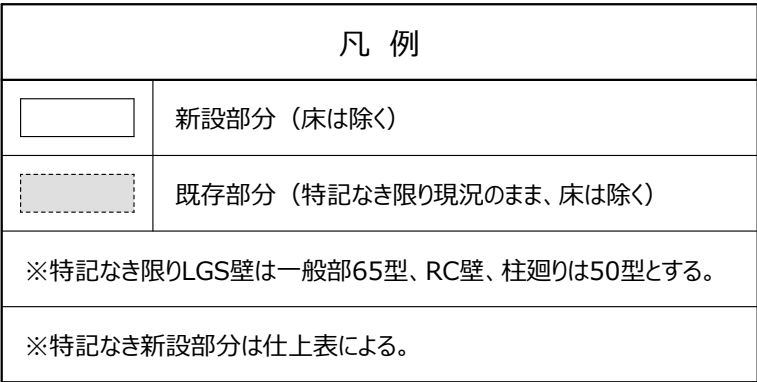 凡 例
新設部分（床は除く）
既存部分（特記なき限り現況のまま、床は除く）
※特記なき限りLGS壁は一般部65型、RC壁、柱廻りは50型とする。
※特記なき新設部分は仕上表による。